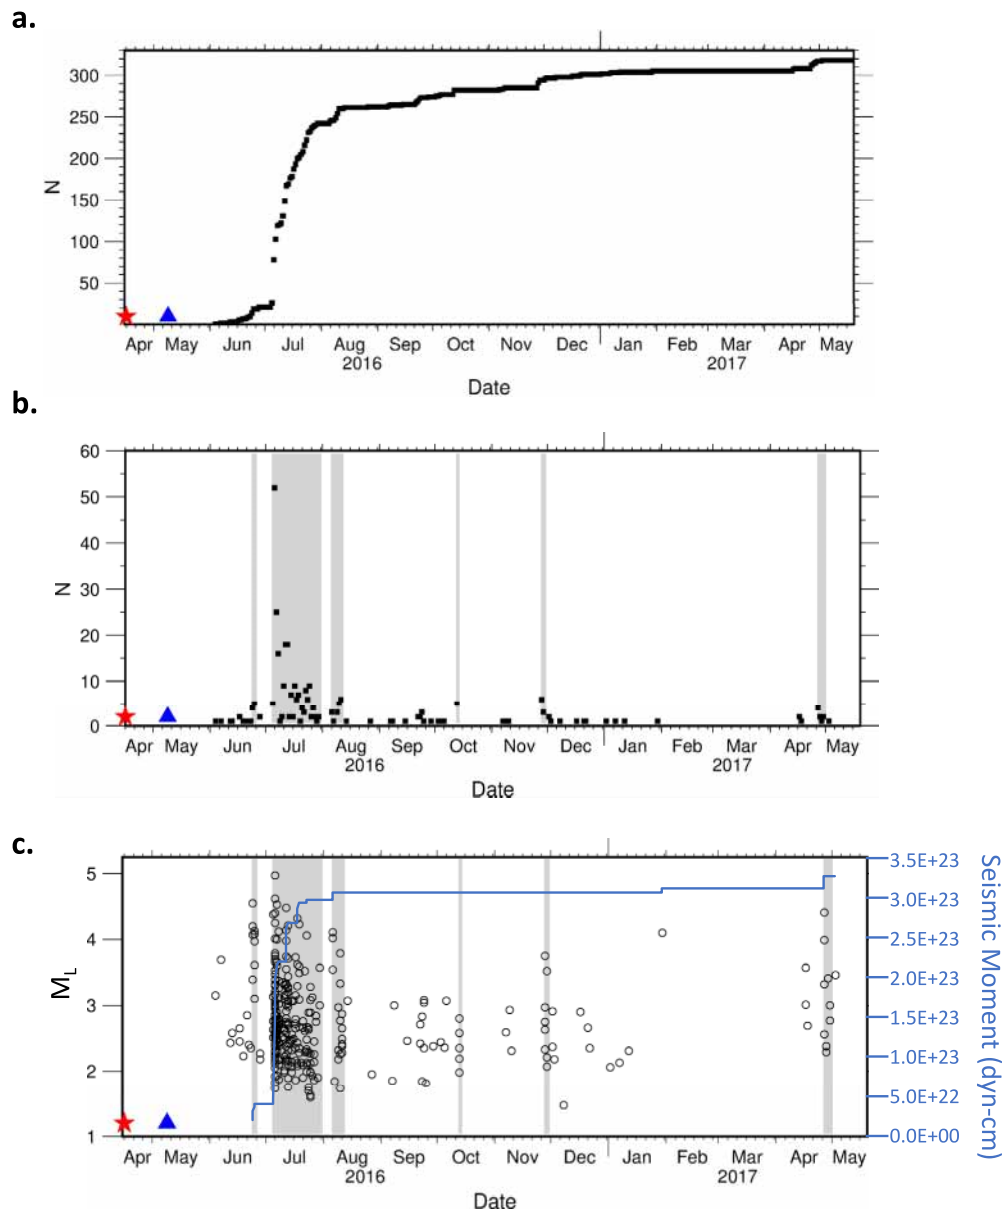 a.
300
250
200
150
100
50
N
Apr May Jun Jul Aug Sep Oct Nov Dec Jan Feb Mar Apr May
2016 2017
Date
b.
60
50
40
30
20
10
0
N
Apr May Jun Jul Aug Sep Oct Nov Dec Jan Feb Mar Apr May
2016 2017
Date
c.
5
4
3
2
1
ML
3.5E+23
3.0E+23
2.5E+23
2.0E+23
1.5E+23
1.0E+23
5.0E+22
0.0E+00
Seismic Moment (dyn-cm)
Apr May Jun Jul Aug Sep Oct Nov Dec Jan Feb Mar Apr May
2016 2017
Date